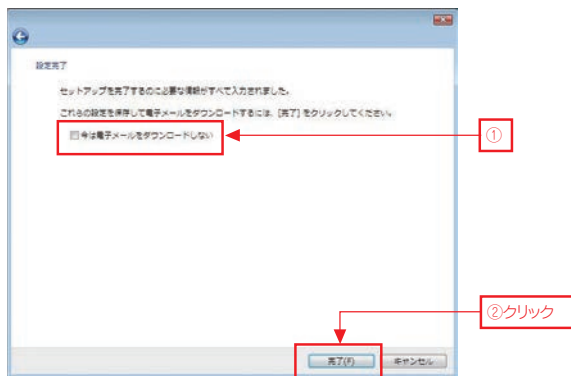 設定完了
セットアップを完了するのに必要な情報がすべて入力されました。
これらの設定を保存して電子メールをダウンロードするには、[完了] をクリックしてください。
今は電子メールをダウンロードしない
①
②クリック
完了(F)
キャンセル